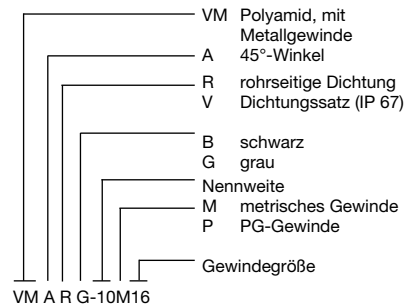 VM Polyamid, mit
Metallgewinde
A 45°-Winkel
R rohrseitige Dichtung
V Dichtungssatz (IP 67)
B schwarz
G grau
Nennweite
M metrisches Gewinde
P PG-Gewinde
Gewindegröße
VM A R G-10M16